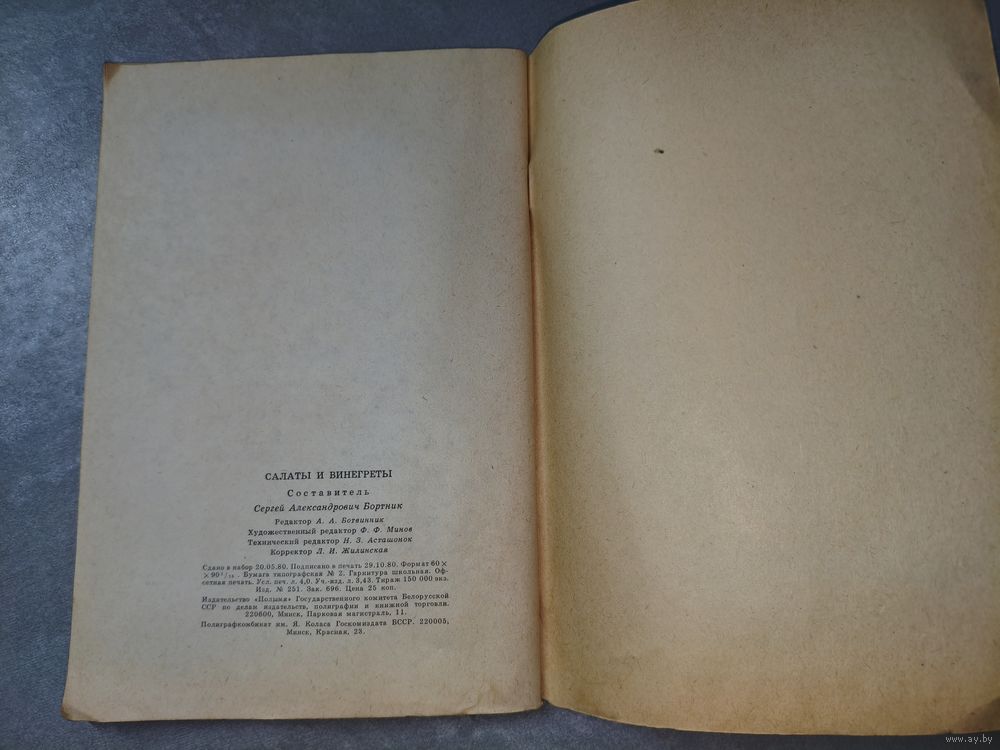 САЛАТЫ И ВИНЕГРЕТЫ
Составитель
Сергей Александрович Бортник
Редактор А. А. Ботвинник
Художественный редактор Ф. Ф. Минов
Технический редактор Н. З. Асташонок
Корректор Л. И. Жилинская
Сдано в набор 20.05.80. Подписано в печать 29.10.80. Формат 60×
×90¹/₁₆. Бумага типографская № 2. Гарнитура школьная. Оф-
сетная печать. Усл. печ. л. 4,0. Уч.-изд. л. 3,43. Тираж 150 000 экз.
Изд. № 251. Зак. 696. Цена 25 коп.
Издательство «Полымя» Государственного комитета Белорусской
ССР по делам издательств, полиграфии и книжной торговли.
220600, Минск, Парковая магистраль, 11.
Полиграфкомбинат им. Я. Коласа Госкомиздата БССР. 220005,
Минск, Красная, 23.
www.ay.by